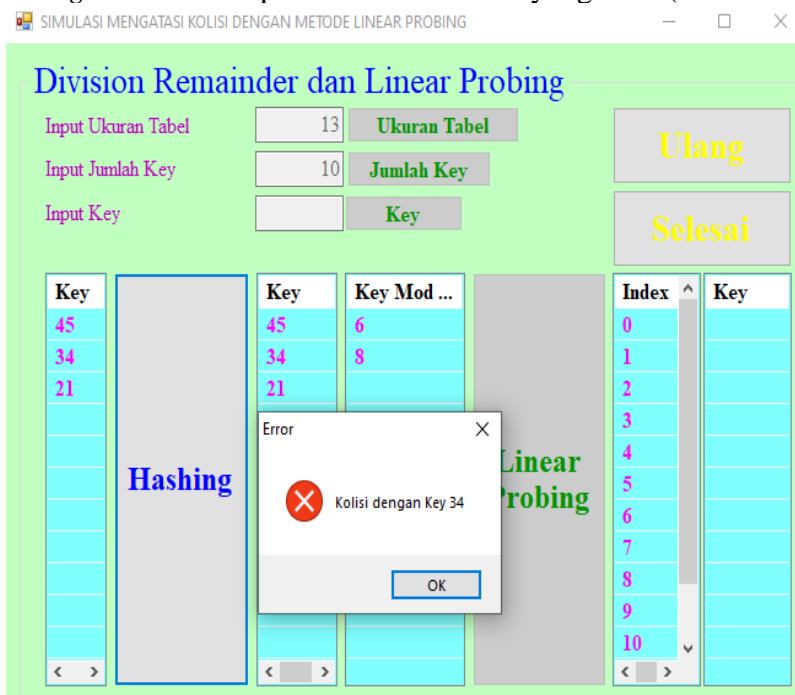 SIMULASI MENGATASI KOLISI DENGAN METODE LINEAR PROBING
Division Remainder dan Linear Probing
Input Ukuran Tabel 13 Ukuran Tabel
Input Jumlah Key 10 Jumlah Key
Input Key Key
Ulang
Selesai
Key
45
34
21
Hashing
Key Key Mod ...
45 6
34 8
21
Error
Kolisi dengan Key 34
OK
Linear
Probing
Index Key
0
1
2
3
4
5
6
7
8
9
10